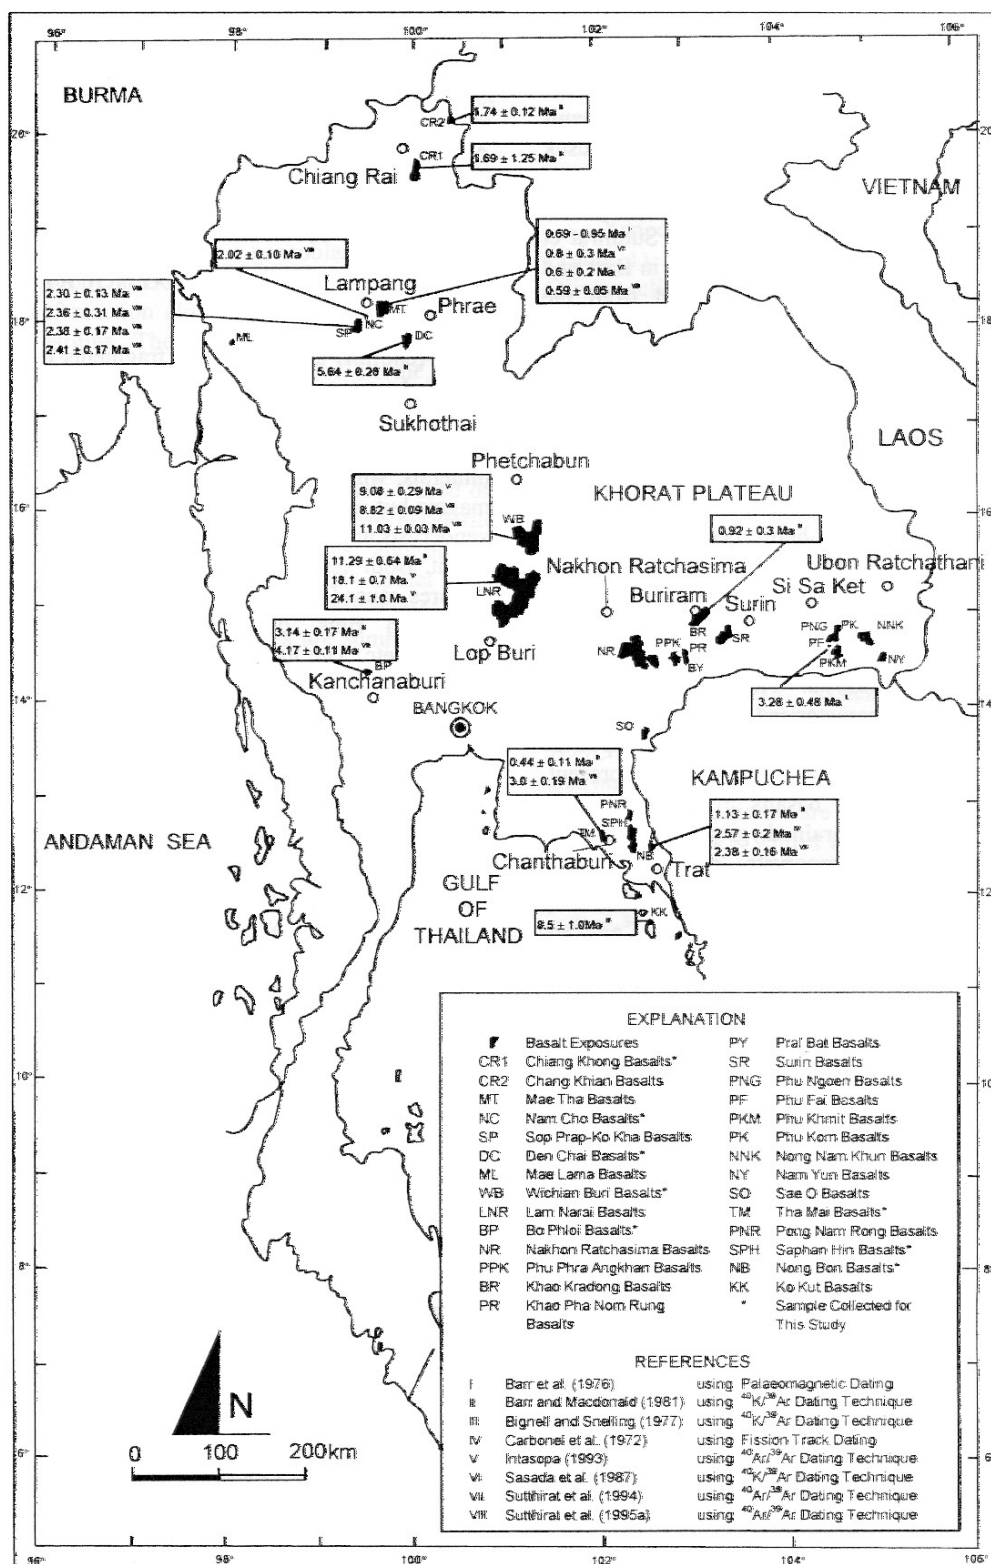 96° 98° 100° 102° 104° 106°
BURMA
20°
CR2
1.74 ± 0.12 Ma
CR1
1.69 ± 1.25 Ma
Chiang Rai
VIETNAM
0.69 - 0.95 Ma
0.8 ± 0.3 Ma
0.6 ± 0.2 Ma
0.59 ± 0.05 Ma
2.02 ± 0.10 Ma
2.30 ± 0.13 Ma
2.36 ± 0.31 Ma
2.38 ± 0.17 Ma
2.41 ± 0.17 Ma
Lampang
MT
Phrae
18°
NC
SP
DC
ML
5.64 ± 0.28 Ma
Sukhothai
LAOS
Phetchabun
KHORAT PLATEAU
9.08 ± 0.29 Ma
8.82 ± 0.09 Ma
11.03 ± 0.03 Ma
16°
WB
0.92 ± 0.3 Ma
11.29 ± 0.64 Ma
18.1 ± 0.7 Ma
24.1 ± 1.0 Ma
LNR
Nakhon Ratchasima
Ubon Ratchathani
Si Sa Ket
Buriram
Surin
3.14 ± 0.17 Ma
4.17 ± 0.11 Ma
BP
Lop Buri
NR
PPK
BR
PR
BY
SR
PNG
PK
NNK
PF
PKM
NY
Kanchanaburi
3.28 ± 0.48 Ma
14°
BANGKOK
SO
0.44 ± 0.11 Ma
3.0 ± 0.19 Ma
KAMPUCHEA
PNR
SPH
TM
1.13 ± 0.17 Ma
2.57 ± 0.2 Ma
2.38 ± 0.16 Ma
ANDAMAN SEA
NB
Chanthaburi
Trat
12°
GULF
OF
THAILAND
KK
8.5 ± 1.0 Ma
10°
8°
6°
EXPLANATION
Basalt Exposures
CR1 Chiang Khong Basalts*
CR2 Chang Khian Basalts
MT Mae Tha Basalts
NC Nam Cho Basalts*
SP Sop Prap-Ko Kha Basalts
DC Den Chai Basalts*
ML Mae Lama Basalts
WB Wichian Buri Basalts*
LNR Lam Narai Basalts
BP Bo Phloi Basalts*
NR Nakhon Ratchasima Basalts
PPK Phu Phra Angkhan Basalts
BR Khao Kradong Basalts
PR Khao Pha Nom Rung
Basalts
PY Prai Bat Basalts
SR Surin Basalts
PNG Phu Ngoen Basalts
PF Phu Fai Basalts
PKM Phu Khmit Basalts
PK Phu Kom Basalts
NNK Nong Nam Khun Basalts
NY Nam Yun Basalts
SO Sae O Basalts
TM Tha Mai Basalts*
PNR Pong Nam Rong Basalts
SPH Saphan Hin Basalts*
NB Nong Bon Basalts*
KK Ko Kut Basalts
* Sample Collected for
This Study
REFERENCES
I Barr et al. (1976) using Palaeomagnetic Dating
II Barr and Macdonald (1981) using ⁴⁰K/³⁹Ar Dating Technique
III Bignell and Snelling (1977) using ⁴⁰K/³⁹Ar Dating Technique
IV Carbonel et al. (1972) using Fission Track Dating
V Intasopa (1993) using ⁴⁰Ar/³⁹Ar Dating Technique
VI Sasada et al. (1987) using ⁴⁰K/³⁹Ar Dating Technique
VII Sutthirat et al. (1994) using ⁴⁰Ar/³⁹Ar Dating Technique
VIII Sutthirat et al. (1995a) using ⁴⁰Ar/³⁹Ar Dating Technique
N
0 100 200km
98° 100° 102° 104° 106°